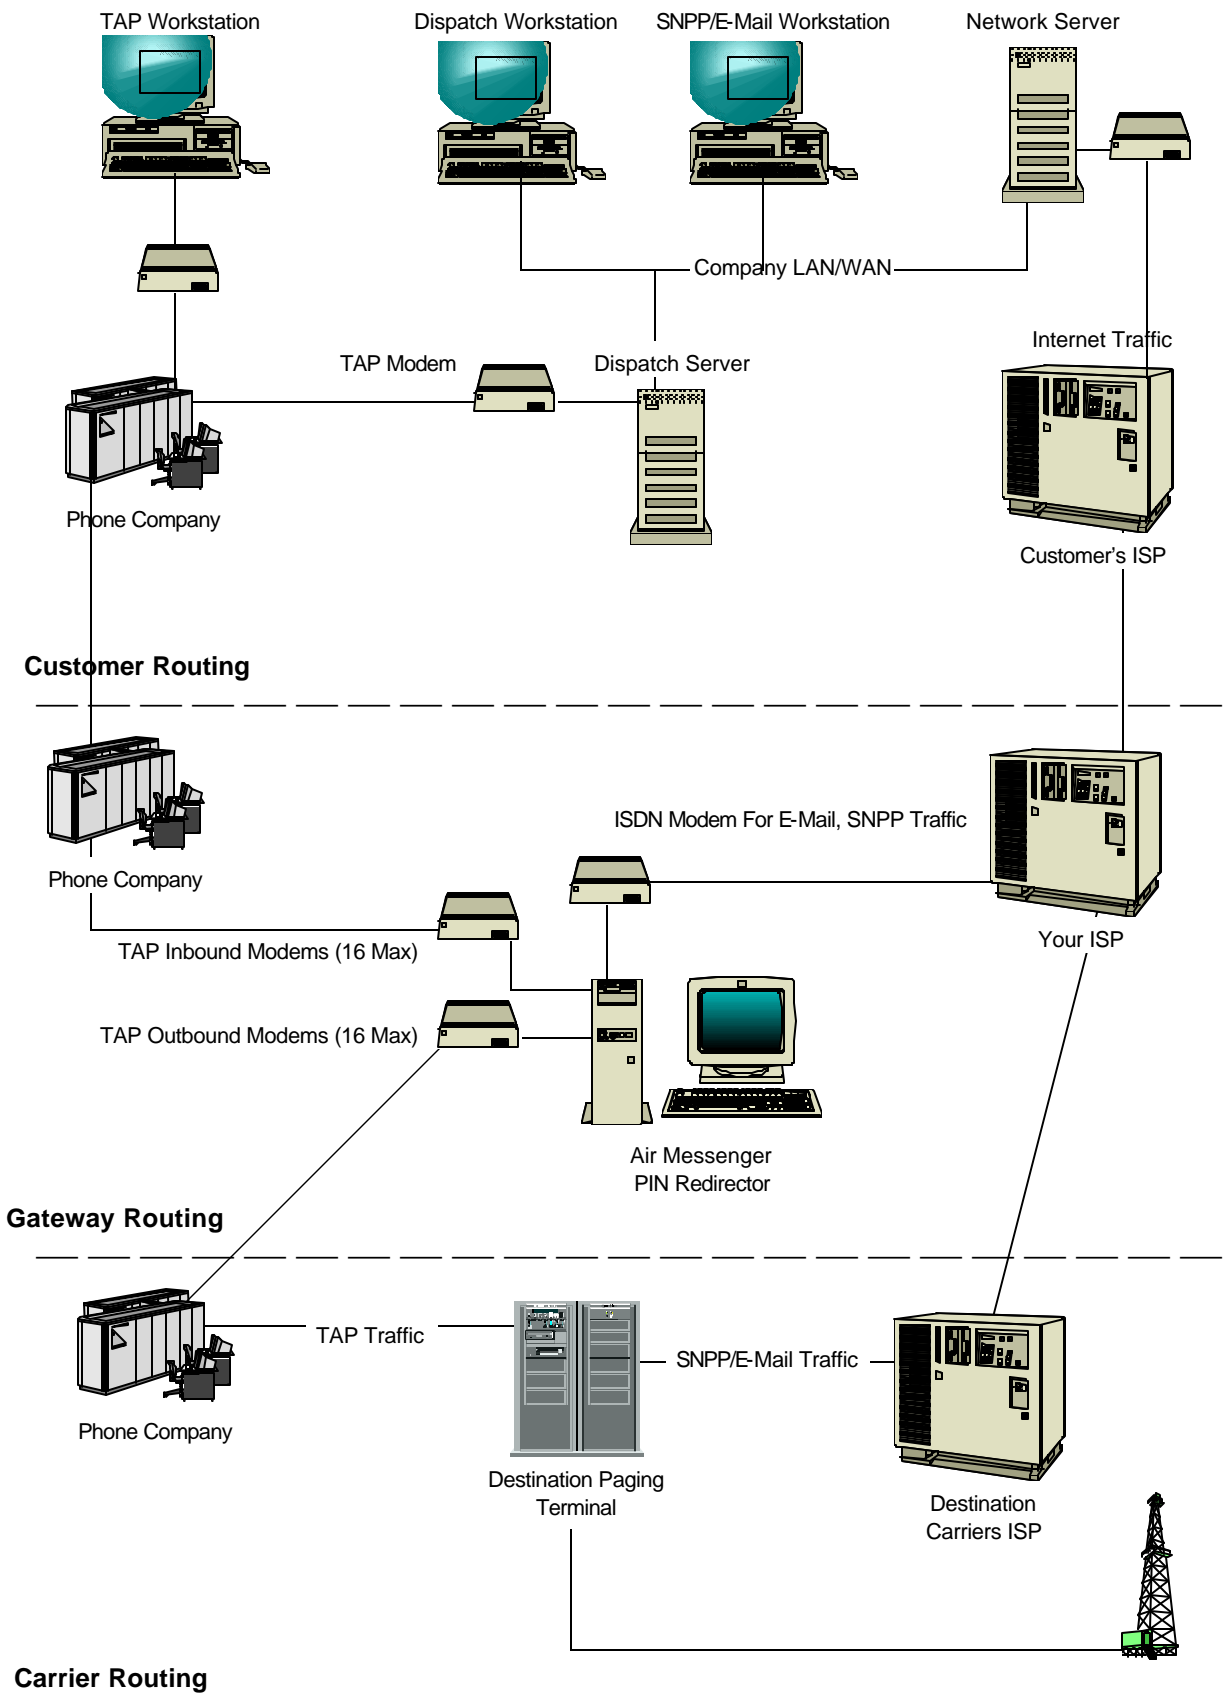 TAP Workstation
Dispatch Workstation
SNPP/E-Mail Workstation
Network Server
Company LAN/WAN
Internet Traffic
TAP Modem
Dispatch Server
Phone Company
Customer's ISP
Customer Routing
ISDN Modem For E-Mail, SNPP Traffic
Phone Company
Your ISP
TAP Inbound Modems (16 Max)
TAP Outbound Modems (16 Max)
Air Messenger
PIN Redirector
Gateway Routing
TAP Traffic
SNPP/E-Mail Traffic
Phone Company
Destination Paging
Terminal
Destination
Carriers ISP
Carrier Routing